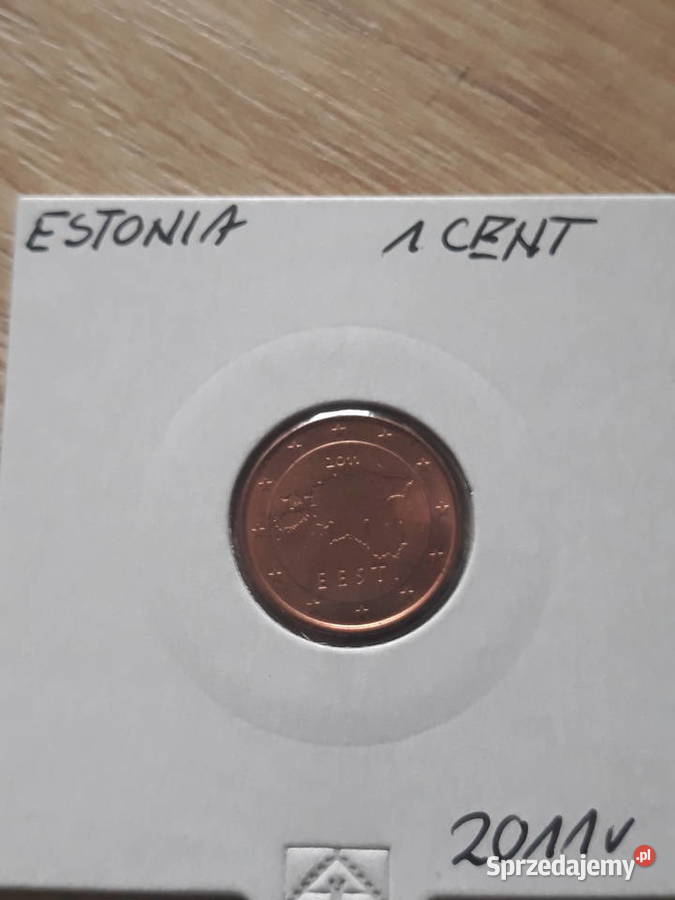 ESTONIA 1 CENT
2011
EESTI
2011r
Sprzedajemy.pl